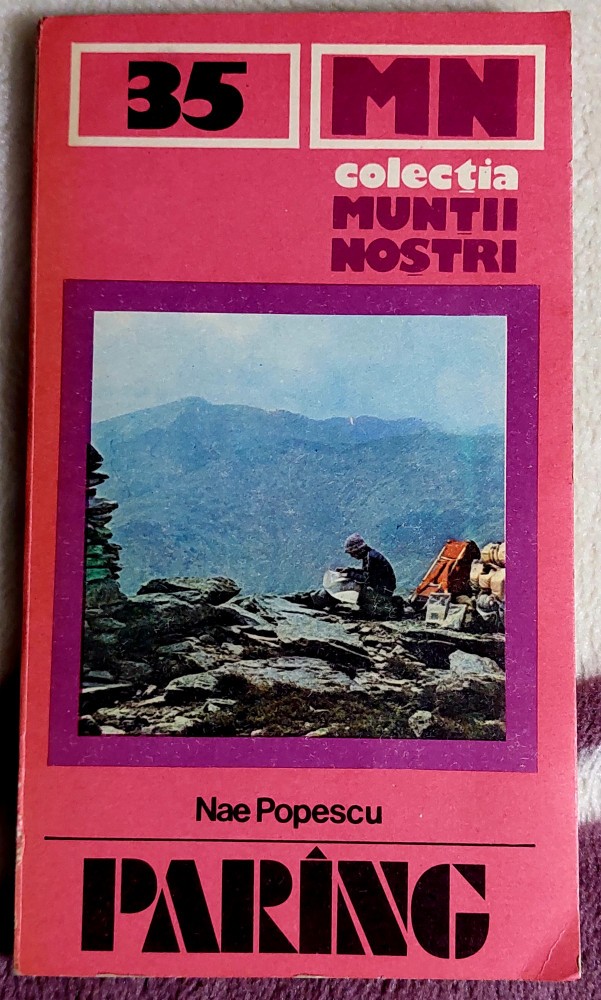 35
MN
colecția
MUNȚII
NOȘTRI
Nae Popescu
PARÎNG